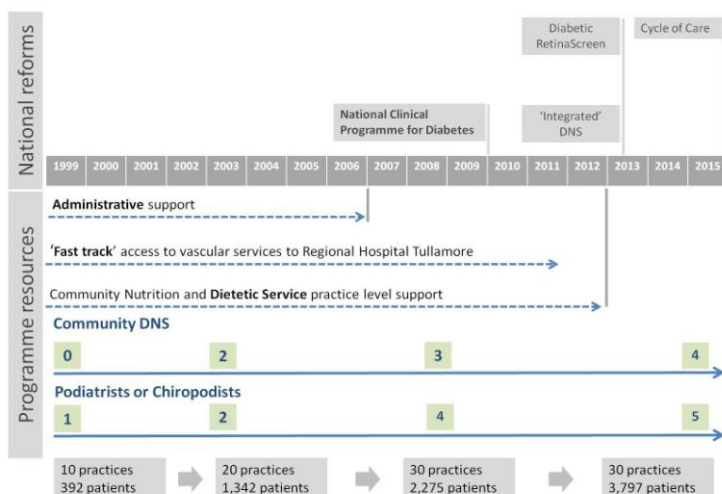 National reforms
Diabetic
RetinaScreen
Cycle of Care
National Clinical
Programme for Diabetes
'Integrated'
DNS
1999 2000 2001 2002 2003 2004 2005 2006 2007 2008 2009 2010 2011 2012 2013 2014 2015
Programme resources
Administrative support
'Fast track' access to vascular services to Regional Hospital Tullamore
Community Nutrition and Dietetic Service practice level support
Community DNS
0 2 3 4
Podiatrists or Chiropodists
1 2 4 5
10 practices
392 patients
20 practices
1,342 patients
30 practices
2,275 patients
30 practices
3,797 patients